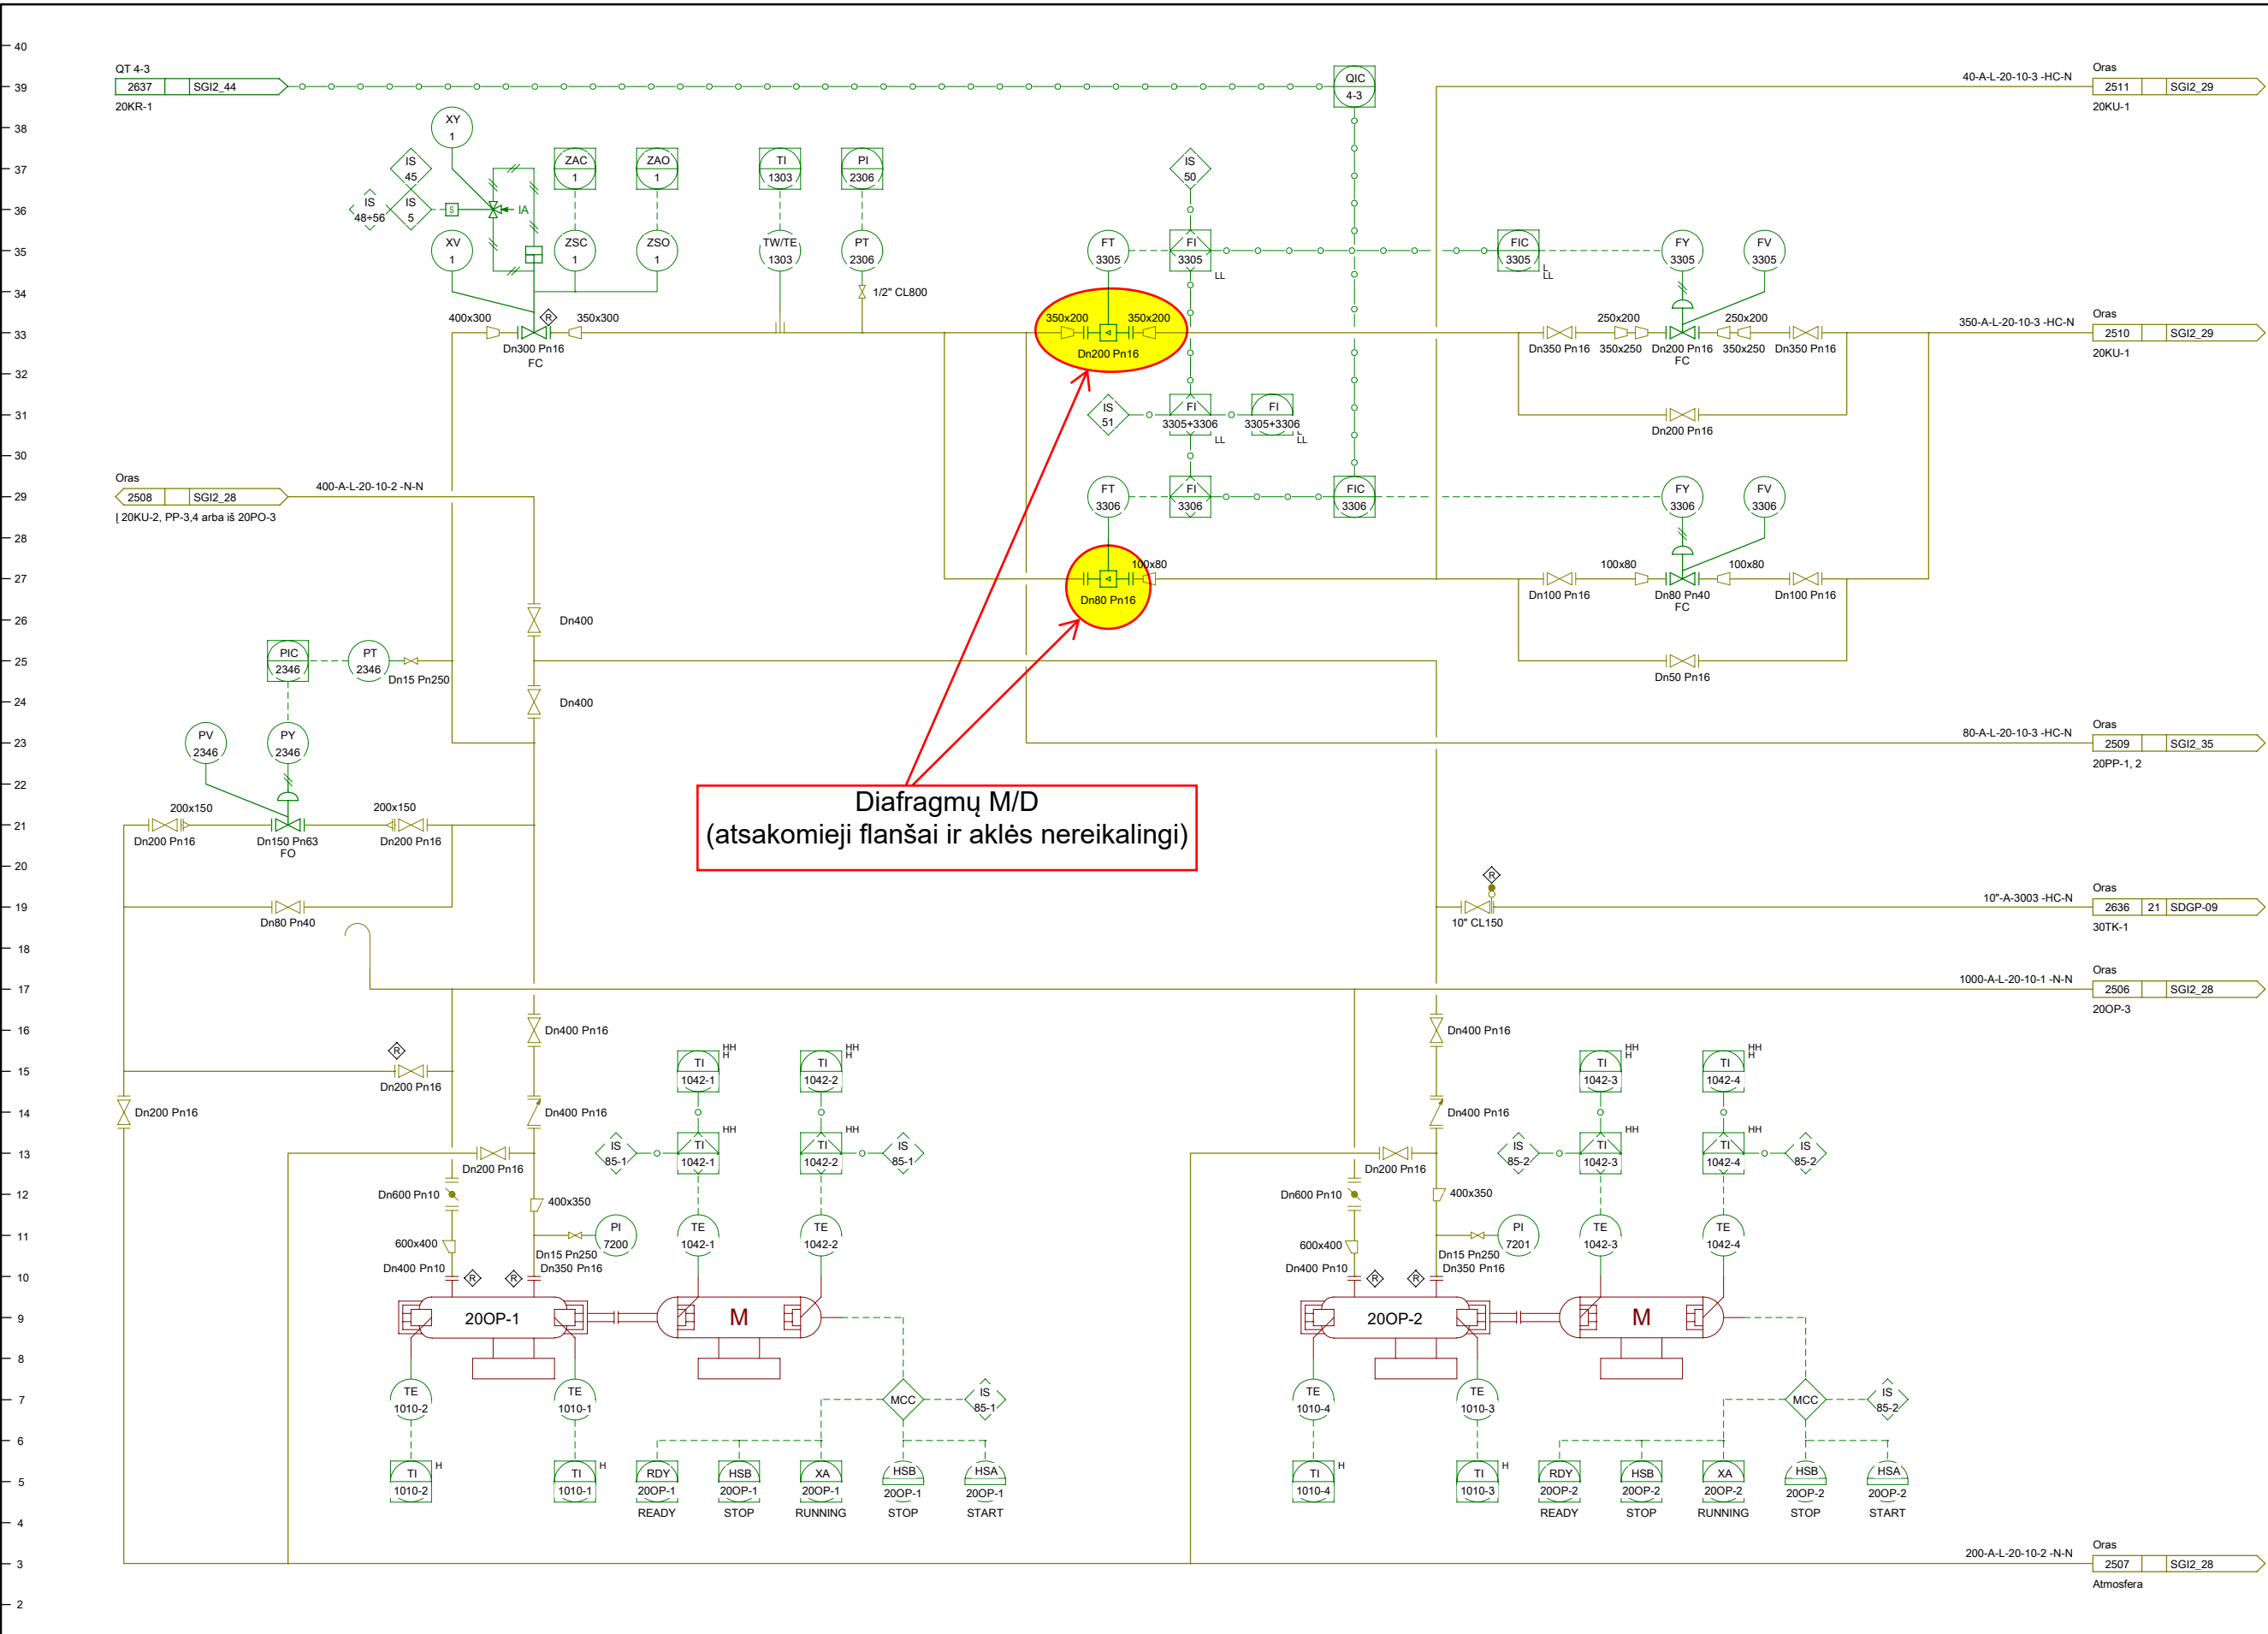 40
39
38
37
36
35
34
33
32
31
30
29
28
27
26
25
24
23
22
21
20
19
18
17
16
15
14
13
12
11
10
9
8
7
6
5
4
3
2
QT 4-3
2637 SGI2_44
20KR-1
QIC
4-3
40-A-L-20-10-3 -HC-N
Oras
2511 SGI2_29
20KU-1
XY
1
IS
45
IS
48÷56
IS
5
S
IA
XV
1
ZAC
1
ZSC
1
ZAO
1
ZSO
1
TI
1303
TW/TE
1303
PI
2306
PT
2306
1/2" CL800
400x300
R
350x300
Dn300 Pn16
FC
IS
50
FT
3305
FI
3305
LL
FIC
3305
L
LL
FY
3305
FV
3305
350x200
350x200
Dn200 Pn16
Dn350 Pn16
250x200
350x250
Dn200 Pn16
FC
250x200
350x250
Dn350 Pn16
350-A-L-20-10-3 -HC-N
Oras
2510 SGI2_29
20KU-1
IS
51
FI
3305+3306
LL
FI
3305+3306
L
LL
Dn200 Pn16
Oras
2508 SGI2_28
Į 20KU-2, PP-3,4 arba iš 20PO-3
400-A-L-20-10-2 -N-N
FT
3306
FI
3306
FIC
3306
FY
3306
FV
3306
100x80
Dn80 Pn16
Dn100 Pn16
100x80
Dn80 Pn40
FC
100x80
Dn100 Pn16
Dn50 Pn16
Dn400
Dn400
PIC
2346
PT
2346
Dn15 Pn250
PV
2346
PY
2346
80-A-L-20-10-3 -HC-N
Oras
2509 SGI2_35
20PP-1, 2
200x150
Dn200 Pn16
Dn150 Pn63
FO
200x150
Dn200 Pn16
Dn80 Pn40
Diafragmų M/D
(atsakomieji flanšai ir aklės nereikalingi)
R
10" CL150
10"-A-3003 -HC-N
Oras
2636 21 SDGP-09
30TK-1
1000-A-L-20-10-1 -N-N
Oras
2506 SGI2_28
20OP-3
R
Dn200 Pn16
Dn200 Pn16
Dn400 Pn16
Dn400 Pn16
Dn200 Pn16
Dn600 Pn10
400x350
600x400
Dn400 Pn10
R
R
Dn15 Pn250
Dn350 Pn16
PI
7200
TI
1042-1
HH
H
TI
1042-2
HH
H
IS
85-1
TI
1042-1
HH
TI
1042-2
HH
IS
85-1
TE
1042-1
TE
1042-2
20OP-1
M
TE
1010-2
TE
1010-1
TI
1010-2
H
TI
1010-1
H
MCC
IS
85-1
RDY
20OP-1
READY
HSB
20OP-1
STOP
XA
20OP-1
RUNNING
HSB
20OP-1
STOP
HSA
20OP-1
START
Dn400 Pn16
Dn400 Pn16
Dn200 Pn16
Dn600 Pn10
400x350
600x400
Dn400 Pn10
R
R
Dn15 Pn250
Dn350 Pn16
PI
7201
TI
1042-3
HH
H
TI
1042-4
HH
H
IS
85-2
TI
1042-3
HH
TI
1042-4
HH
IS
85-2
TE
1042-3
TE
1042-4
20OP-2
M
TE
1010-4
TE
1010-3
TI
1010-4
H
TI
1010-3
H
MCC
IS
85-2
RDY
20OP-2
READY
HSB
20OP-2
STOP
XA
20OP-2
RUNNING
HSB
20OP-2
STOP
HSA
20OP-2
START
200-A-L-20-10-2 -N-N
Oras
2507 SGI2_28
Atmosfera